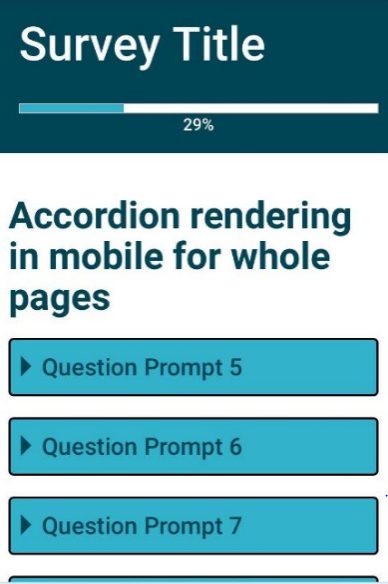 Survey Title
29%
Accordion rendering
in mobile for whole
pages
Question Prompt 5
Question Prompt 6
Question Prompt 7